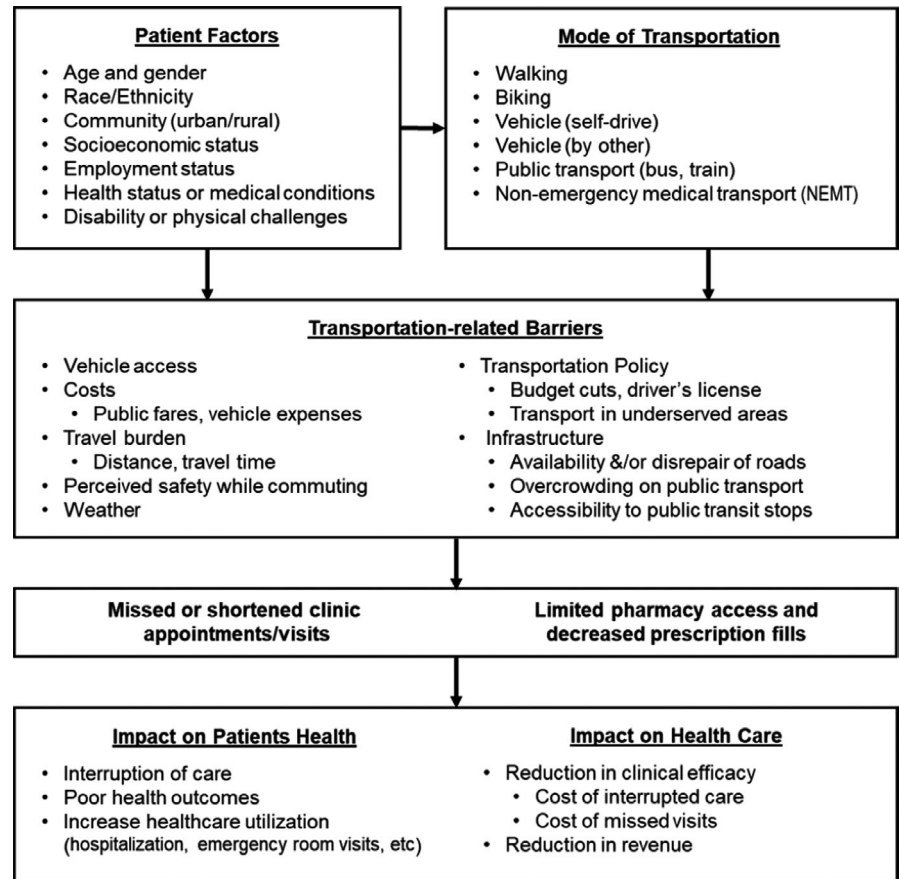 Patient Factors
• Age and gender
• Race/Ethnicity
• Community (urban/rural)
• Socioeconomic status
• Employment status
• Health status or medical conditions
• Disability or physical challenges
Mode of Transportation
• Walking
• Biking
• Vehicle (self-drive)
• Vehicle (by other)
• Public transport (bus, train)
• Non-emergency medical transport (NEMT)
Transportation-related Barriers
• Vehicle access
• Costs
• Public fares, vehicle expenses
• Travel burden
• Distance, travel time
• Perceived safety while commuting
• Weather
• Transportation Policy
• Budget cuts, driver's license
• Transport in underserved areas
• Infrastructure
• Availability &/or disrepair of roads
• Overcrowding on public transport
• Accessibility to public transit stops
Missed or shortened clinic
appointments/visits
Limited pharmacy access and
decreased prescription fills
Impact on Patients Health
• Interruption of care
• Poor health outcomes
• Increase healthcare utilization
(hospitalization, emergency room visits, etc)
Impact on Health Care
• Reduction in clinical efficacy
• Cost of interrupted care
• Cost of missed visits
• Reduction in revenue